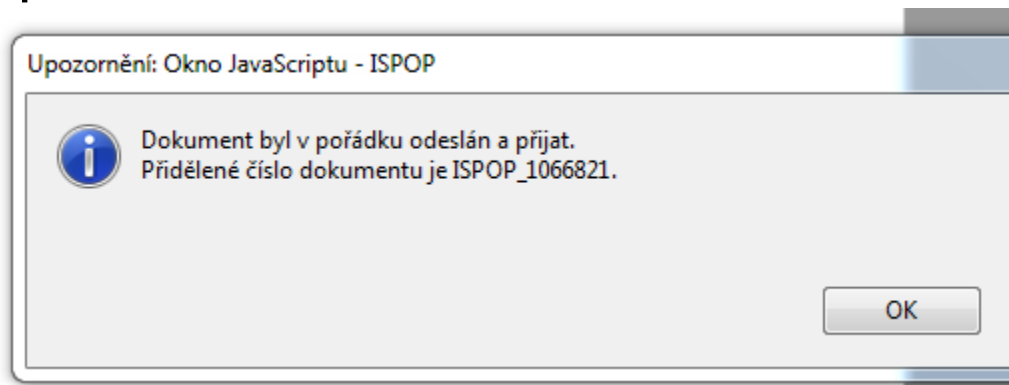 Upozornění: Okno JavaScriptu - ISPOP
Dokument byl v pořádku odeslán a přijat.
Přidělené číslo dokumentu je ISPOP_1066821.
OK